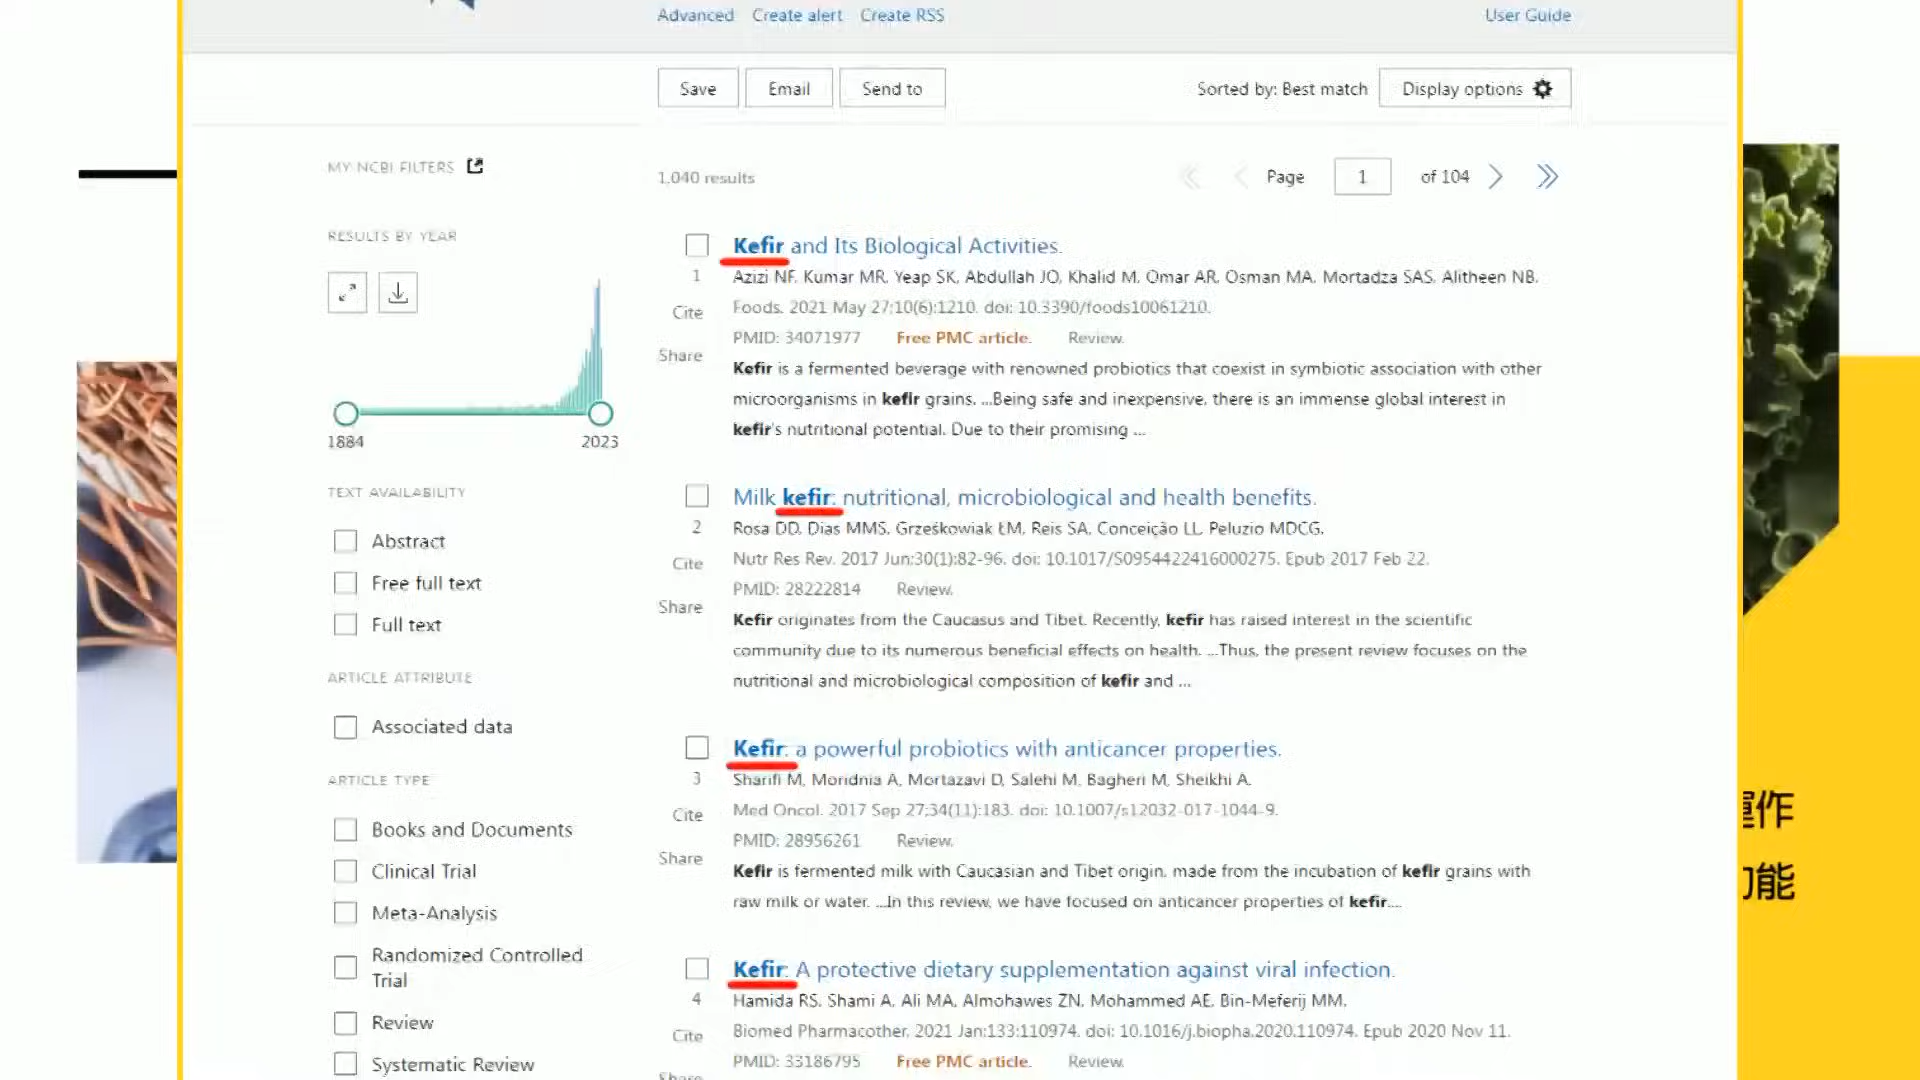 Advanced Create alert Create RSS User Guide
Save Email Send to Sorted by: Best match Display options
MY NCBI FILTERS
1,040 results
Page 1 of 104
RESULTS BY YEAR
1884 2023
TEXT AVAILABILITY
Abstract
Free full text
Full text
ARTICLE ATTRIBUTE
Associated data
ARTICLE TYPE
Books and Documents
Clinical Trial
Meta-Analysis
Randomized Controlled
Trial
Review
Systematic Review
Kefir and Its Biological Activities.
1 Azizi NF, Kumar MR, Yeap SK, Abdullah JO, Khalid M, Omar AR, Osman MA, Mortadza SAS, Alitheen NB.
Cite Foods. 2021 May 27;10(6):1210. doi: 10.3390/foods10061210.
PMID: 34071977 Free PMC article. Review.
Share
Kefir is a fermented beverage with renowned probiotics that coexist in symbiotic association with other
microorganisms in kefir grains. ...Being safe and inexpensive, there is an immense global interest in
kefir's nutritional potential. Due to their promising ...
Milk kefir: nutritional, microbiological and health benefits.
2 Rosa DD, Dias MMS, Grześkowiak ŁM, Reis SA, Conceição LL, Peluzio MDCG.
Cite Nutr Res Rev. 2017 Jun;30(1):82-96. doi: 10.1017/S0954422416000275. Epub 2017 Feb 22.
PMID: 28222814 Review.
Share
Kefir originates from the Caucasus and Tibet. Recently, kefir has raised interest in the scientific
community due to its numerous beneficial effects on health. ...Thus, the present review focuses on the
nutritional and microbiological composition of kefir and ...
Kefir: a powerful probiotics with anticancer properties.
3 Sharifi M, Moridnia A, Mortazavi D, Salehi M, Bagheri M, Sheikhi A.
Cite Med Oncol. 2017 Sep 27;34(11):183. doi: 10.1007/s12032-017-1044-9.
PMID: 28956261 Review.
Share
Kefir is fermented milk with Caucasian and Tibet origin, made from the incubation of kefir grains with
raw milk or water. ...In this review, we have focused on anticancer properties of kefir....
Kefir: A protective dietary supplementation against viral infection.
4 Hamida RS, Shami A, Ali MA, Almohawes ZN, Mohammed AE, Bin-Meferij MM.
Cite Biomed Pharmacother. 2021 Jan;133:110974. doi: 10.1016/j.biopha.2020.110974. Epub 2020 Nov 11.
PMID: 33186795 Free PMC article. Review.
Share
作
能